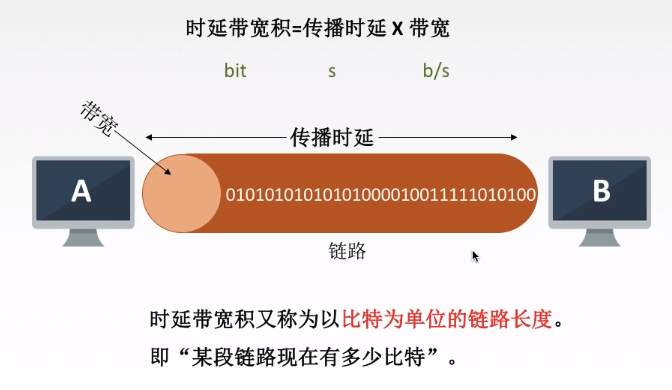 时延带宽积=传播时延 X 带宽
bit s b/s
带宽
传播时延
A 010101010101010000100111110101​00 B
链路
时延带宽积又称为以比特为单位的链路长度。
即“某段链路现在有多少比特”。